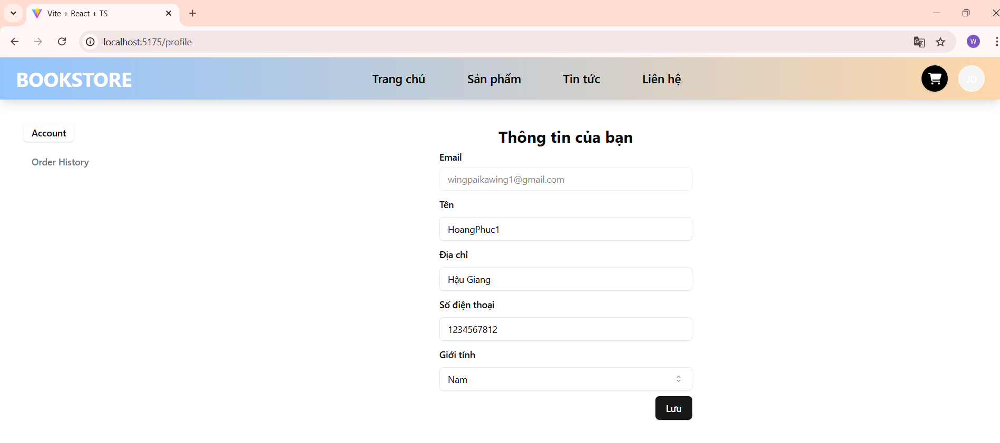 Vite + React + TS
localhost:5175/profile
W
BOOKSTORE
Trang chủ
Sản phẩm
Tin tức
Liên hệ
JD
Account
Order History
Thông tin của bạn
Email
wingpaikawing1@gmail.com
Tên
HoangPhuc1
Địa chỉ
Hậu Giang
Số điện thoại
1234567812
Giới tính
Nam
Lưu